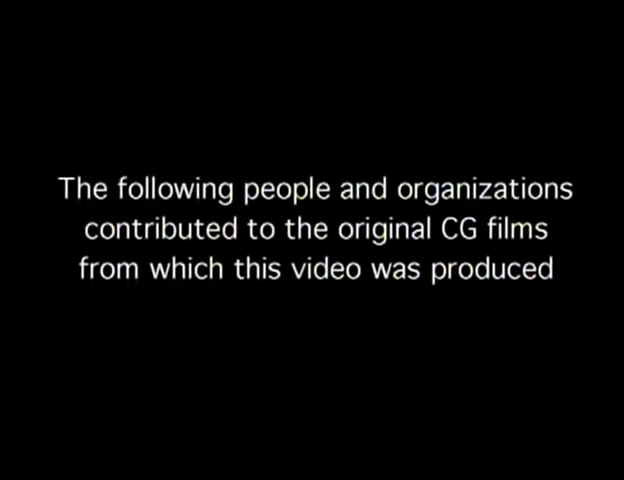 The following people and organizations
contributed to the original CG films
from which this video was produced